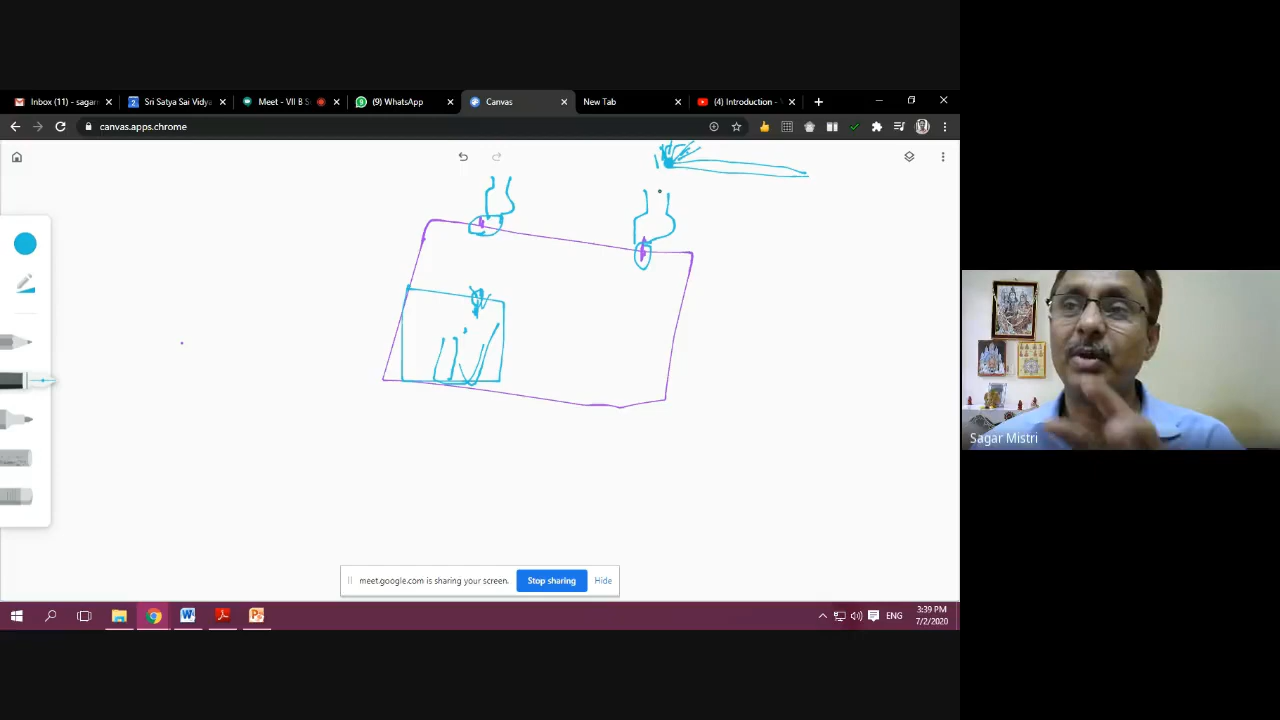 Inbox (11) - sagarm
Sri Satya Sai Vidya
Meet - VII B S
(9) WhatsApp
Canvas
New Tab
(4) Introduction -
canvas.apps.chrome
Sagar Mistri
meet.google.com is sharing your screen.
Stop sharing
Hide
ENG
3:39 PM
7/2/2020